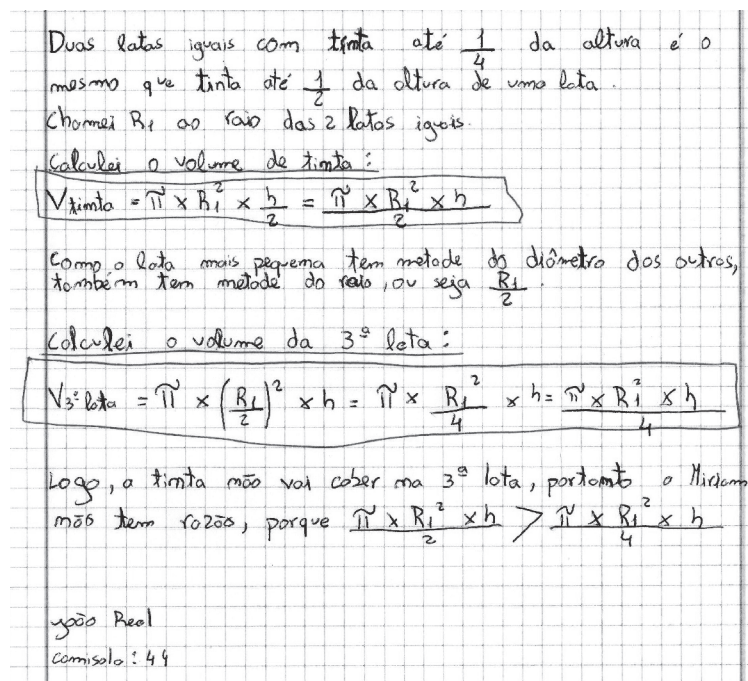 Duas latas iguais com tinta até 1/4 da altura é o
mesmo que tinta até 1/2 da altura de uma lata.
Chamei R₁ ao raio das 2 latas iguais.
Calculei o volume de tinta:
V tinta = π × R₁² × h/2 = (π × R₁² × h)/2
Como a lata mais pequena tem metade do diâmetro das outras,
também tem metade do raio, ou seja R₁/2.
Calculei o volume da 3ª lata:
V 3ª lata = π × (R₁/2)² × h = π × R₁²/4 × h = (π × R₁² × h)/4
Logo, a tinta não vai caber na 3ª lata, portanto a Miriam
não tem razão, porque (π × R₁² × h)/2 > (π × R₁² × h)/4
João Real
camisola: 44